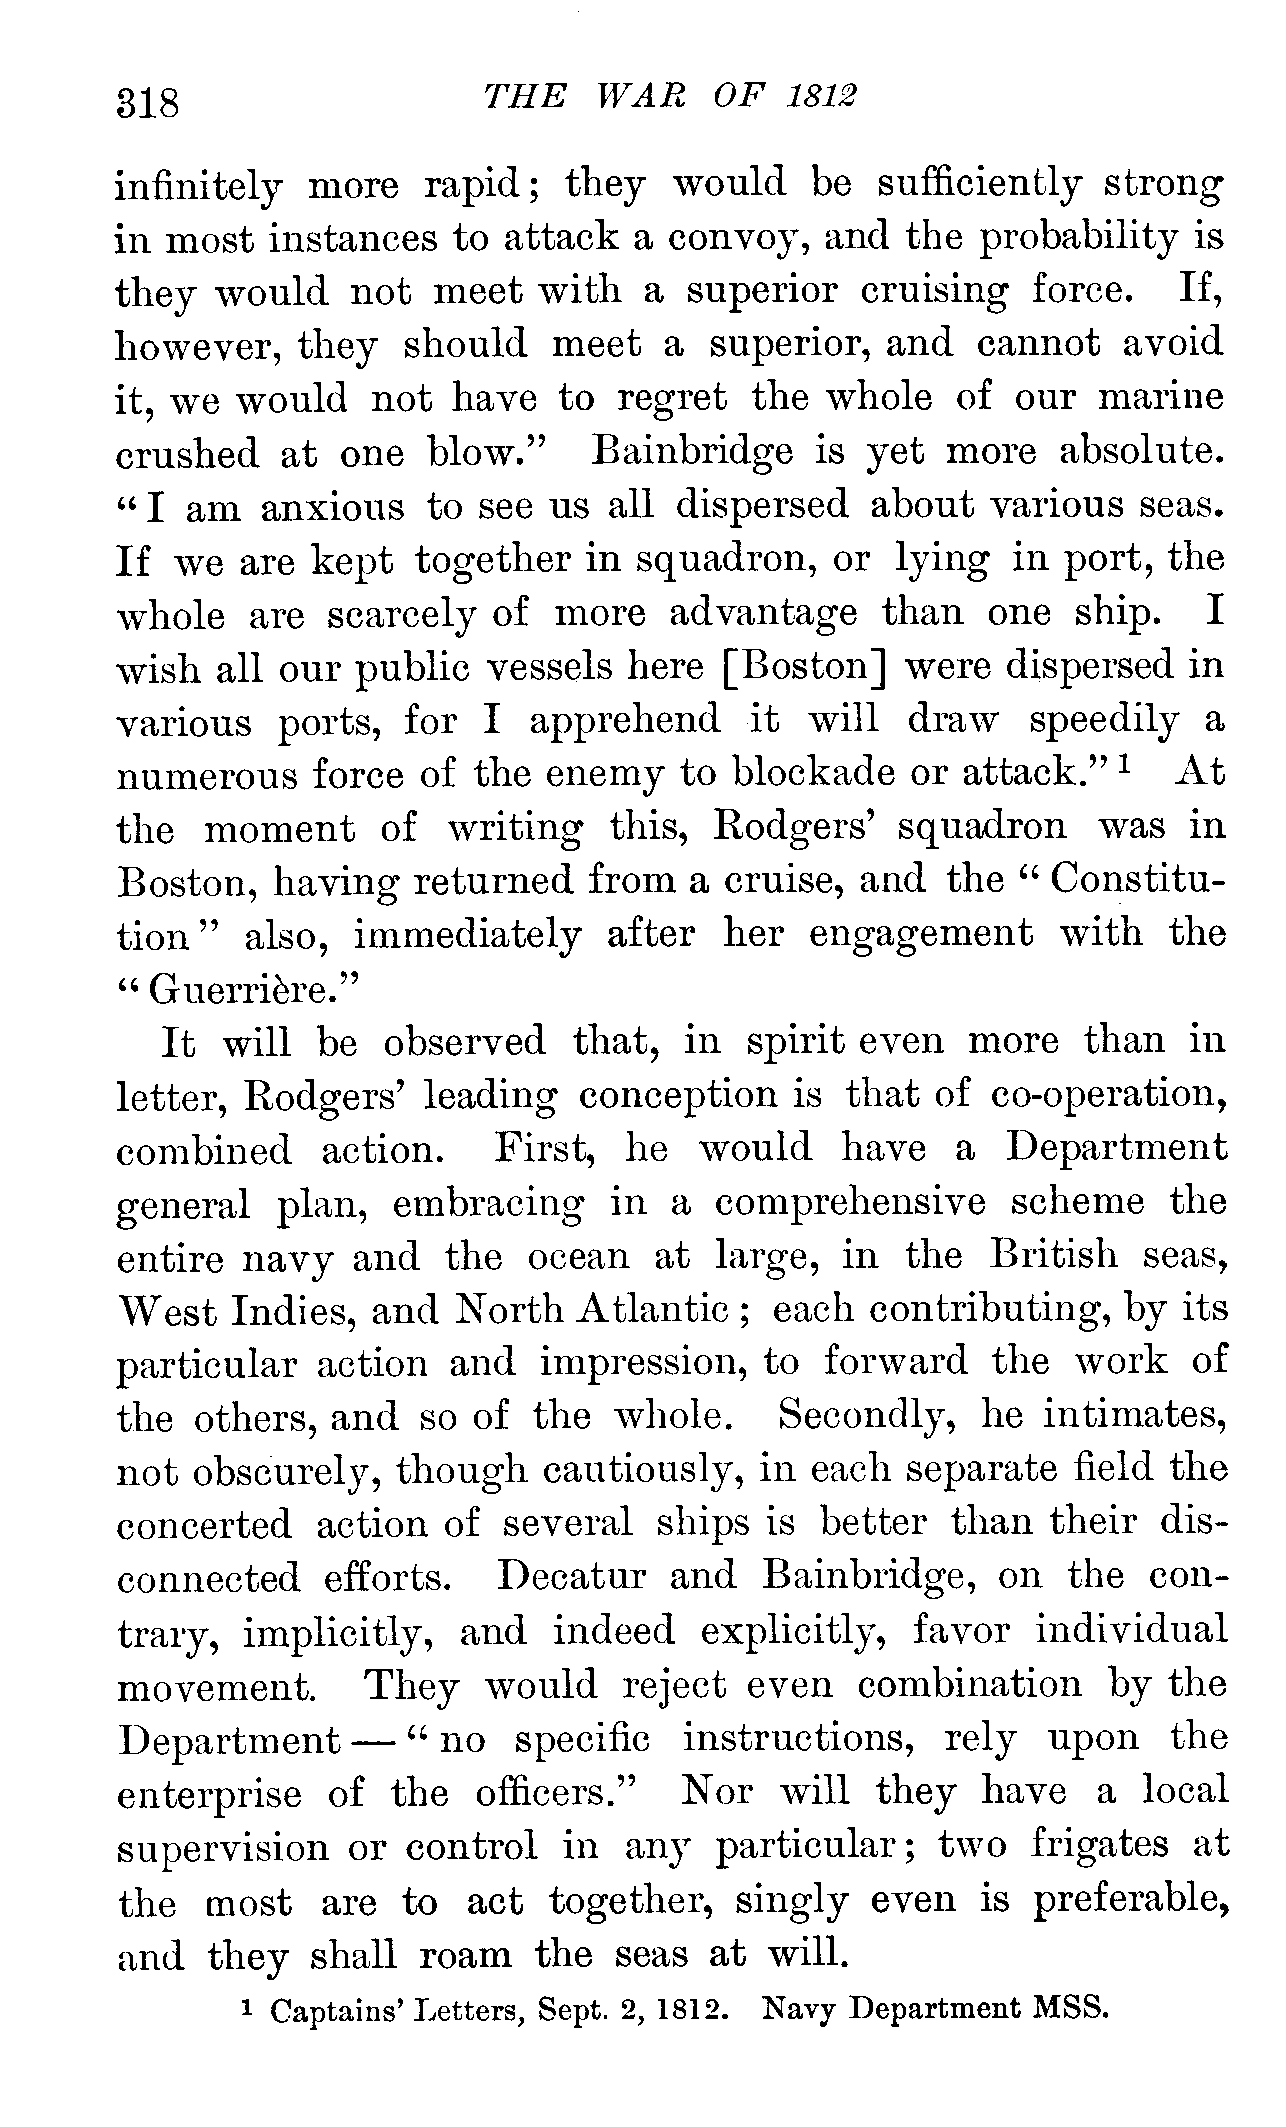 318 THE WAR OF 1812
infinitely more rapid; they would be sufficiently strong
in most instances to attack a convoy, and the probability is
they would not meet with a superior cruising force. If,
however, they should meet a superior, and cannot avoid
it, we would not have to regret the whole of our marine
crushed at one blow." Bainbridge is yet more absolute.
"I am anxious to see us all dispersed about various seas.
If we are kept together in squadron, or lying in port, the
whole are scarcely of more advantage than one ship. I
wish all our public vessels here [Boston] were dispersed in
various ports, for I apprehend it will draw speedily a
numerous force of the enemy to blockade or attack." 1 At
the moment of writing this, Rodgers' squadron was in
Boston, having returned from a cruise, and the "Constitu-
tion" also, immediately after her engagement with the
"Guerrière."
It will be observed that, in spirit even more than in
letter, Rodgers' leading conception is that of co-operation,
combined action. First, he would have a Department
general plan, embracing in a comprehensive scheme the
entire navy and the ocean at large, in the British seas,
West Indies, and North Atlantic; each contributing, by its
particular action and impression, to forward the work of
the others, and so of the whole. Secondly, he intimates,
not obscurely, though cautiously, in each separate field the
concerted action of several ships is better than their dis-
connected efforts. Decatur and Bainbridge, on the con-
trary, implicitly, and indeed explicitly, favor individual
movement. They would reject even combination by the
Department — "no specific instructions, rely upon the
enterprise of the officers." Nor will they have a local
supervision or control in any particular; two frigates at
the most are to act together, singly even is preferable,
and they shall roam the seas at will.
1 Captains' Letters, Sept. 2, 1812. Navy Department MSS.